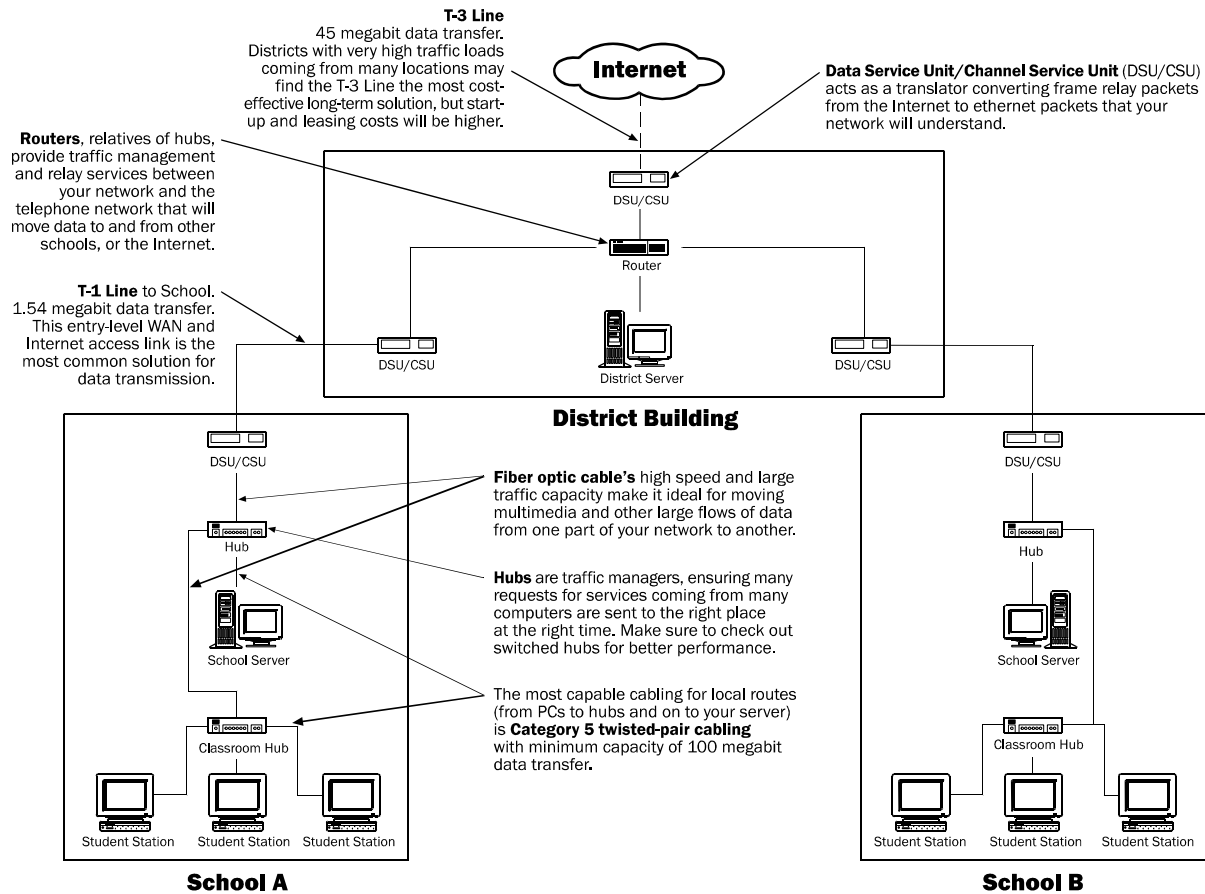 T-3 Line
45 megabit data transfer.
Districts with very high traffic loads
coming from many locations may
find the T-3 Line the most cost-
effective long-term solution, but start-
up and leasing costs will be higher.
Internet
Data Service Unit/Channel Service Unit (DSU/CSU)
acts as a translator converting frame relay packets
from the Internet to ethernet packets that your
network will understand.
Routers, relatives of hubs,
provide traffic management
and relay services between
your network and the
telephone network that will
move data to and from other
schools, or the Internet.
DSU/CSU
Router
T-1 Line to School.
1.54 megabit data transfer.
This entry-level WAN and
Internet access link is the
most common solution for
data transmission.
DSU/CSU
District Server
DSU/CSU
District Building
DSU/CSU
Hub
School Server
Classroom Hub
Student Station
Student Station
Student Station
School A
Fiber optic cable's high speed and large
traffic capacity make it ideal for moving
multimedia and other large flows of data
from one part of your network to another.
Hubs are traffic managers, ensuring many
requests for services coming from many
computers are sent to the right place
at the right time. Make sure to check out
switched hubs for better performance.
The most capable cabling for local routes
(from PCs to hubs and on to your server)
is Category 5 twisted-pair cabling
with minimum capacity of 100 megabit
data transfer.
DSU/CSU
Hub
School Server
Classroom Hub
Student Station
Student Station
Student Station
School B